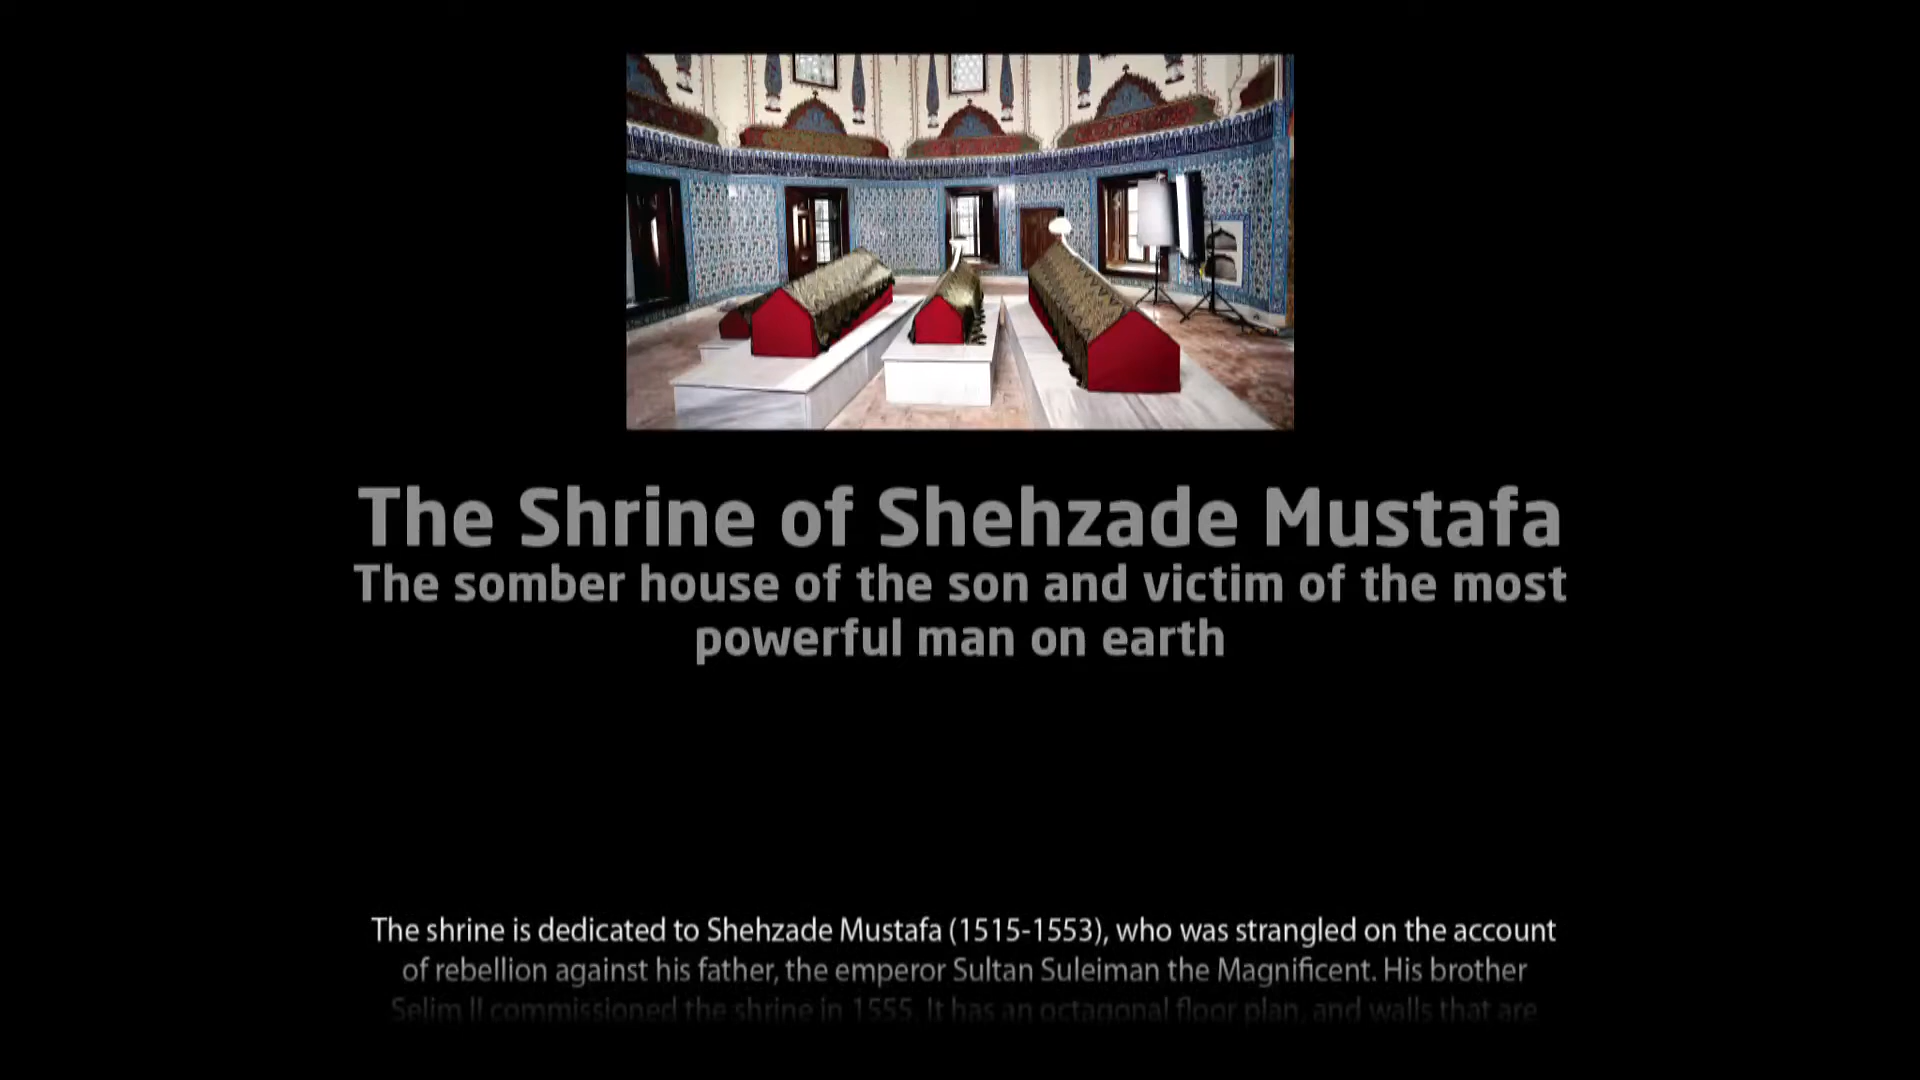 The Shrine of Shehzade Mustafa
The somber house of the son and victim of the most
powerful man on earth
The shrine is dedicated to Shehzade Mustafa (1515-1553), who was strangled on the account
of rebellion against his father, the emperor Sultan Suleiman the Magnificent. His brother
Selim II commissioned the shrine in 1555. It has an octagonal floor plan, and walls that are